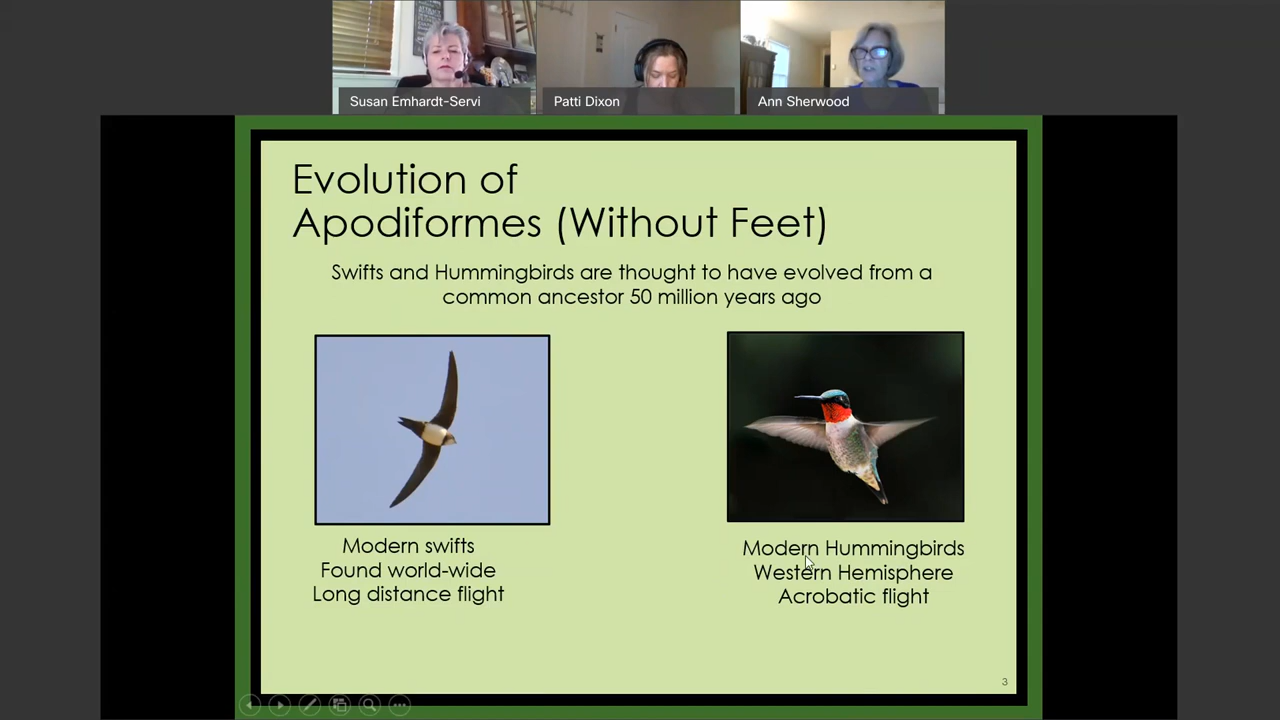 Susan Emhardt-Servi
Patti Dixon
Ann Sherwood
Evolution of
Apodiformes (Without Feet)
Swifts and Hummingbirds are thought to have evolved from a
common ancestor 50 million years ago
Modern swifts
Found world-wide
Long distance flight
Modern Hummingbirds
Western Hemisphere
Acrobatic flight
3